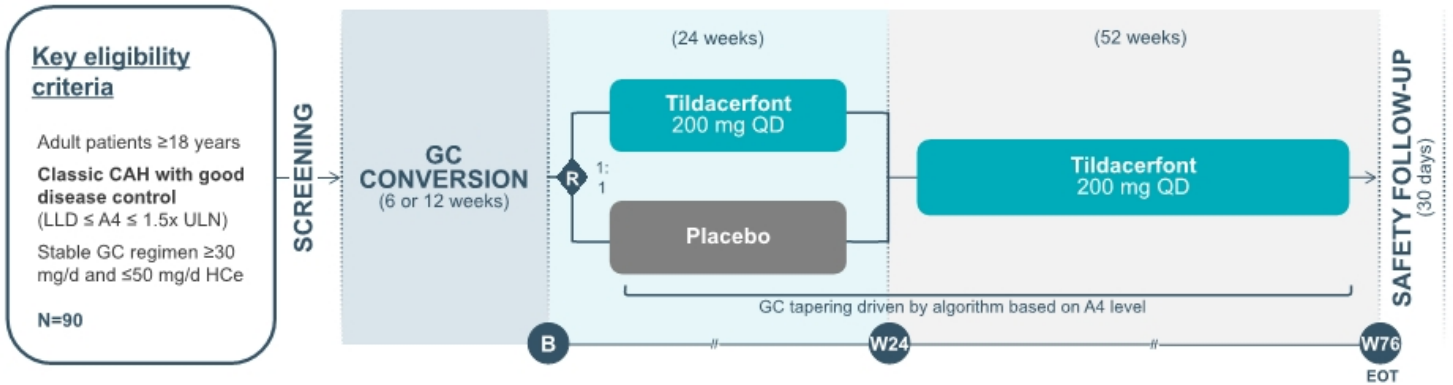 Key eligibility
criteria
Adult patients ≥18 years
Classic CAH with good
disease control
(LLD ≤ A4 ≤ 1.5x ULN)
Stable GC regimen ≥30
mg/d and ≤50 mg/d HCe
N=90
SCREENING
GC
CONVERSION
(6 or 12 weeks)
(24 weeks)
R
1:
1
Tildacerfont
200 mg QD
Placebo
(52 weeks)
Tildacerfont
200 mg QD
GC tapering driven by algorithm based on A4 level
B
//
W24
//
W76
EOT
SAFETY FOLLOW-UP
(30 days)